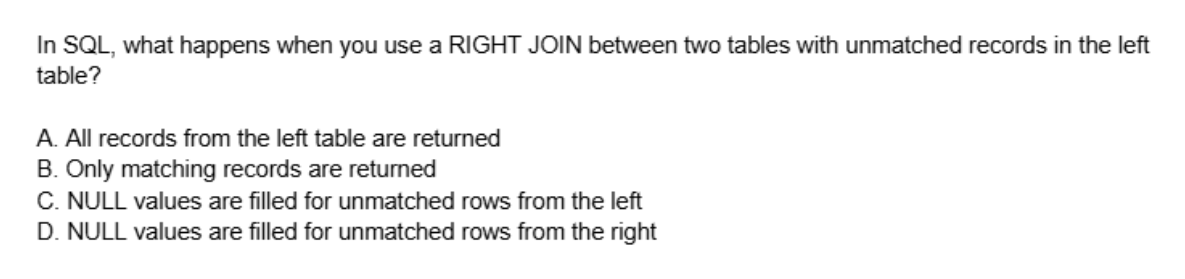 In SQL, what happens when you use a RIGHT JOIN between two tables with unmatched records in the left
table?
A. All records from the left table are returned
B. Only matching records are returned
C. NULL values are filled for unmatched rows from the left
D. NULL values are filled for unmatched rows from the right